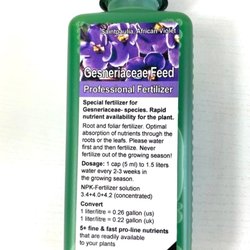 Saintpaulia, African Violet
Gesneriaceae Feed
Professional Fertilizer
Special fertilizer for
Gesneriaceae- species. Rapid
nutrient availability for the plant.
Root and foliar fertilizer. Optimal
absorption of nutrients through the
roots or the leafs. Please water
first and then fertilize. Never
fertilize out of the growing season!
Dosage: 1 cap (5 ml) to 1.5 liters
water every 2-3 weeks in
the growing season.
NPK-Fertilizer solution
3.4+4.0+4.2 (concentrated)
Convert
1 liter/litre = 0.26 gallon (us)
1 liter/litre = 0.22 gallon (uk)
5+ fine & fast pro-line nutrients
that are readily available
to your plants